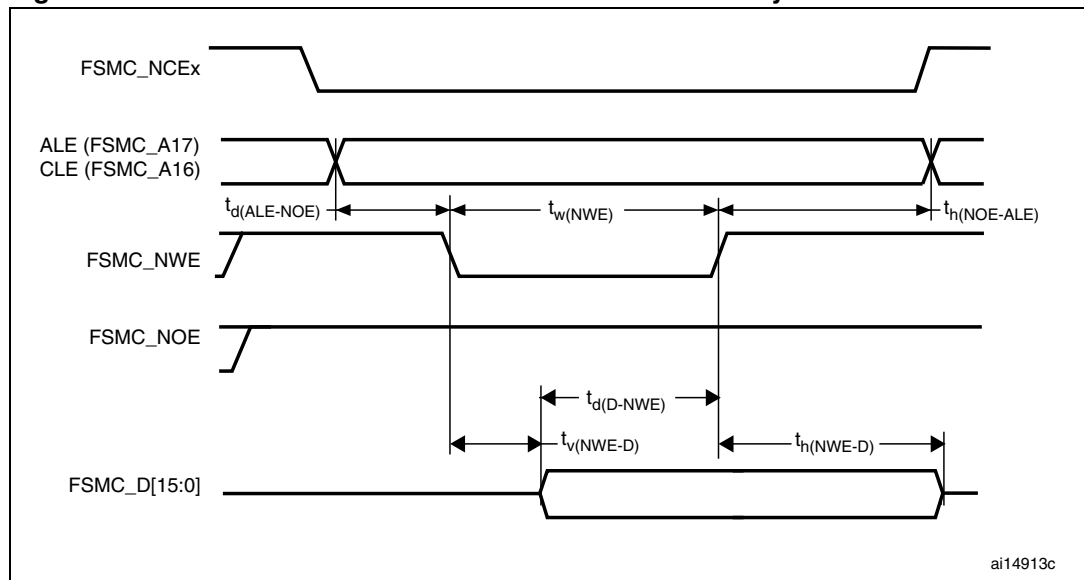 FSMC_NCEx
ALE (FSMC_A17)
CLE (FSMC_A16)
td(ALE-NOE)
tw(NWE)
th(NOE-ALE)
FSMC_NWE
FSMC_NOE
td(D-NWE)
tv(NWE-D)
th(NWE-D)
FSMC_D[15:0]
ai14913c